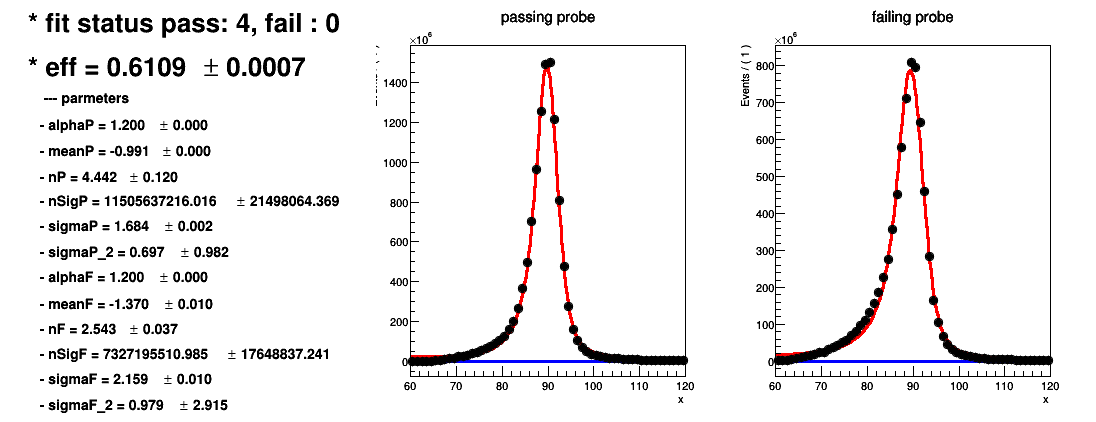 * fit status pass: 4, fail : 0
* eff = 0.6109 ± 0.0007
--- parmeters
- alphaP = 1.200 ± 0.000
- meanP = -0.991 ± 0.000
- nP = 4.442 ± 0.120
- nSigP = 11505637216.016 ± 21498064.369
- sigmaP = 1.684 ± 0.002
- sigmaP_2 = 0.697 ± 0.982
- alphaF = 1.200 ± 0.000
- meanF = -1.370 ± 0.010
- nF = 2.543 ± 0.037
- nSigF = 7327195510.985 ± 17648837.241
- sigmaF = 2.159 ± 0.010
- sigmaF_2 = 0.979 ± 2.915
passing probe
×10⁶
1400
1200
1000
800
600
400
200
0
60 70 80 90 100 110 120
x
failing probe
×10⁶
Events / ( 1 )
800
700
600
500
400
300
200
100
0
60 70 80 90 100 110 120
x